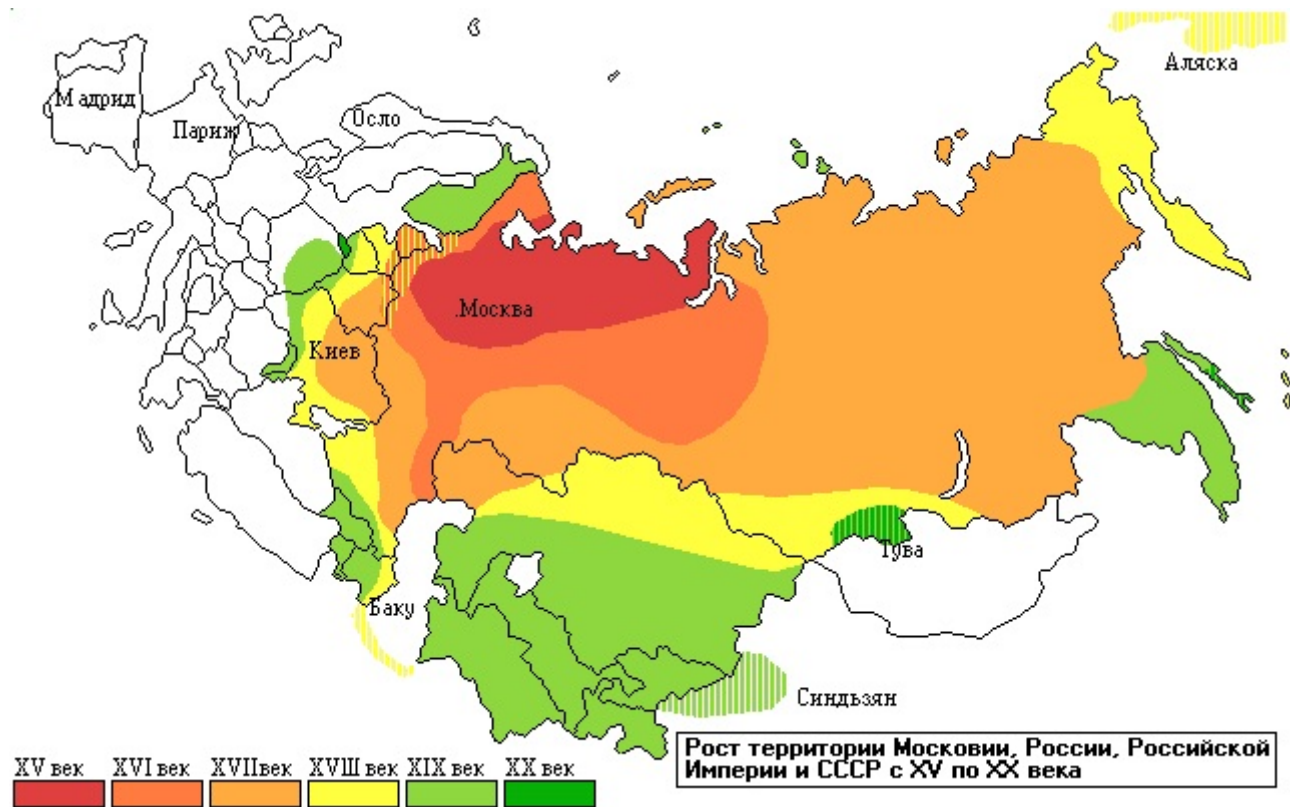 Аляска
Мадрид
Париж
Осло
.Москва
Киев
Тува
Баку
Синдьзян
Рост территории Московии, России, Российской
Империи и СССР с XV по XX века
XV век XVI век XVIIвек XVIII век XIX век XX век